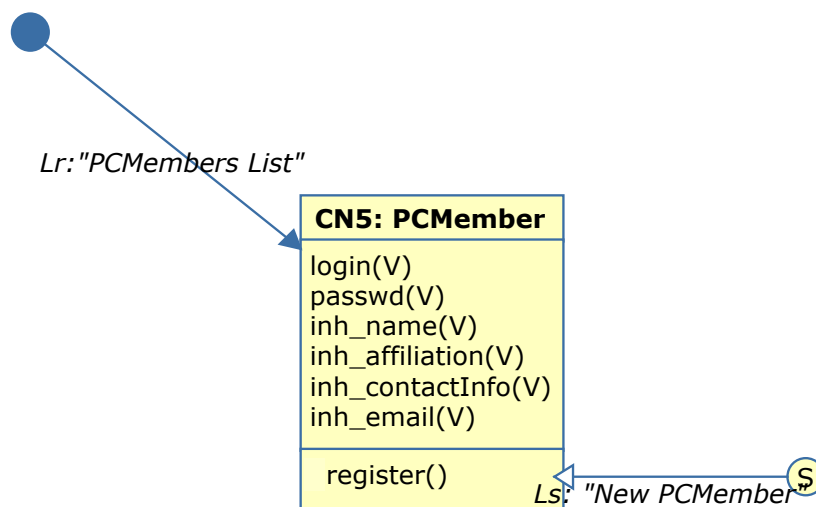 Lr:"PCMembers List"
CN5: PCMember
login(V)
passwd(V)
inh_name(V)
inh_affiliation(V)
inh_contactInfo(V)
inh_email(V)
register()
S
Ls: "New PCMember"